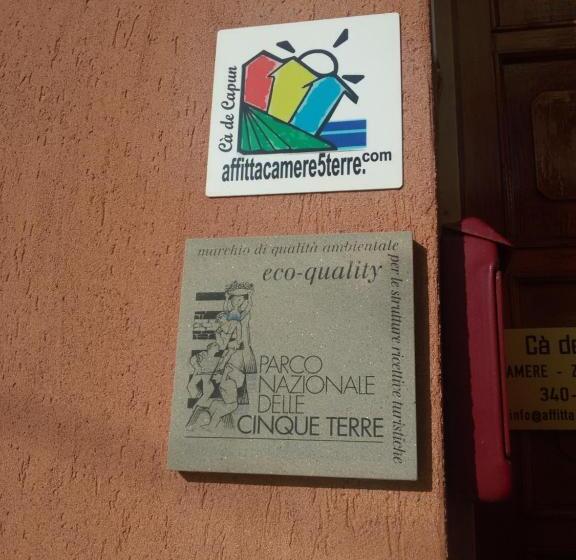 Cà de Capun
affittacamere5terre.com
marchio di qualità ambientale
per le strutture ricettive turistiche
eco-quality
PARCO
NAZIONALE
DELLE
CINQUE TERRE
Cà de
AMERE - Z
340-
info@affitta